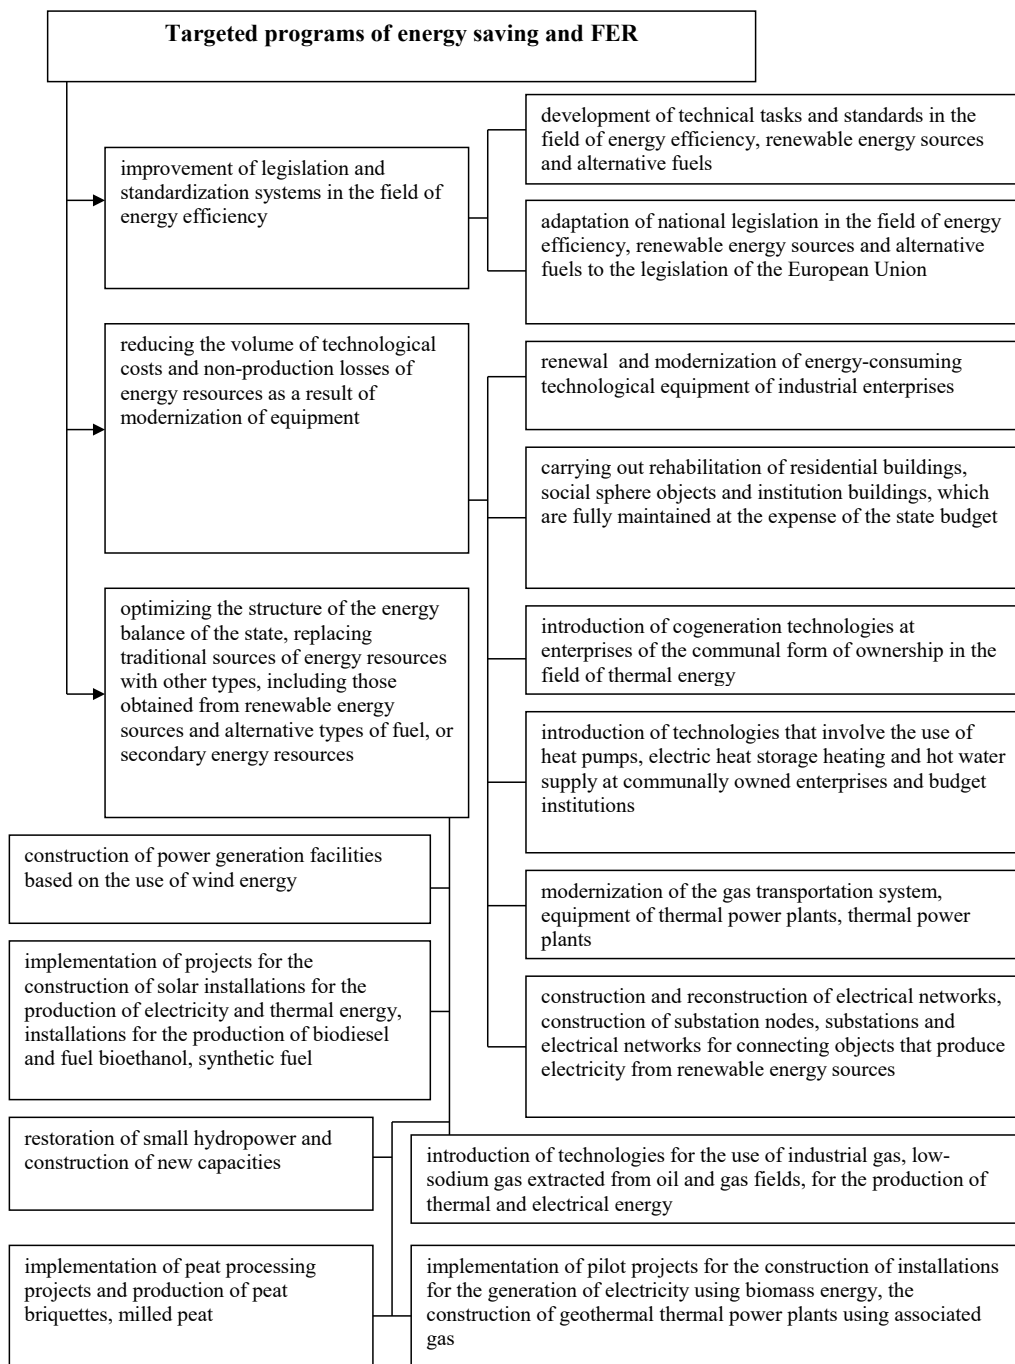 Targeted programs of energy saving and FER
improvement of legislation and
standardization systems in the field of
energy efficiency
development of technical tasks and standards in the
field of energy efficiency, renewable energy sources
and alternative fuels
adaptation of national legislation in the field of energy
efficiency, renewable energy sources and alternative
fuels to the legislation of the European Union
reducing the volume of technological
costs and non-production losses of
energy resources as a result of
modernization of equipment
renewal and modernization of energy-consuming
technological equipment of industrial enterprises
carrying out rehabilitation of residential buildings,
social sphere objects and institution buildings, which
are fully maintained at the expense of the state budget
introduction of cogeneration technologies at
enterprises of the communal form of ownership in the
field of thermal energy
introduction of technologies that involve the use of
heat pumps, electric heat storage heating and hot water
supply at communally owned enterprises and budget
institutions
modernization of the gas transportation system,
equipment of thermal power plants, thermal power
plants
construction and reconstruction of electrical networks,
construction of substation nodes, substations and
electrical networks for connecting objects that produce
electricity from renewable energy sources
optimizing the structure of the energy
balance of the state, replacing
traditional sources of energy resources
with other types, including those
obtained from renewable energy
sources and alternative types of fuel, or
secondary energy resources
construction of power generation facilities
based on the use of wind energy
implementation of projects for the
construction of solar installations for the
production of electricity and thermal energy,
installations for the production of biodiesel
and fuel bioethanol, synthetic fuel
restoration of small hydropower and
construction of new capacities
introduction of technologies for the use of industrial gas, low-
sodium gas extracted from oil and gas fields, for the production of
thermal and electrical energy
implementation of peat processing
projects and production of peat
briquettes, milled peat
implementation of pilot projects for the construction of installations
for the generation of electricity using biomass energy, the
construction of geothermal thermal power plants using associated
gas